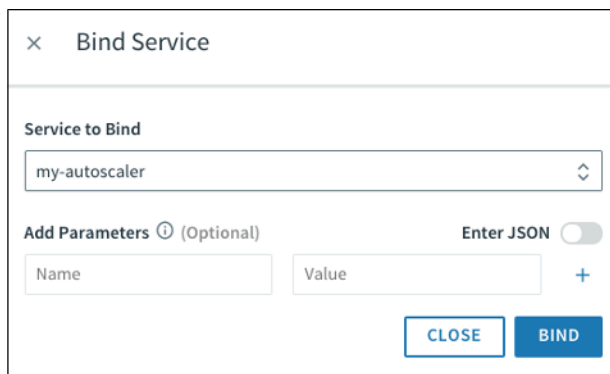 Bind Service
Service to Bind
my-autoscaler
Add Parameters (Optional) Enter JSON
Name Value
CLOSE BIND